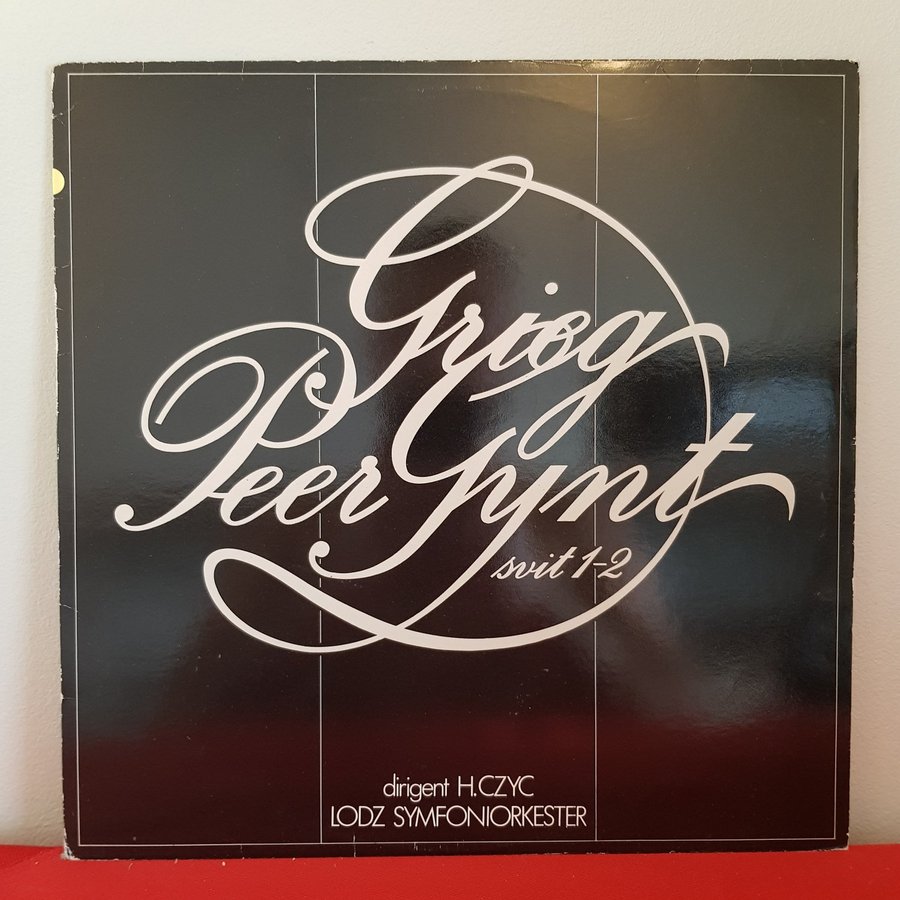 Grieg
Peer Gynt
svit 1-2
dirigent H.CZYC
LODZ SYMFONIORKESTER